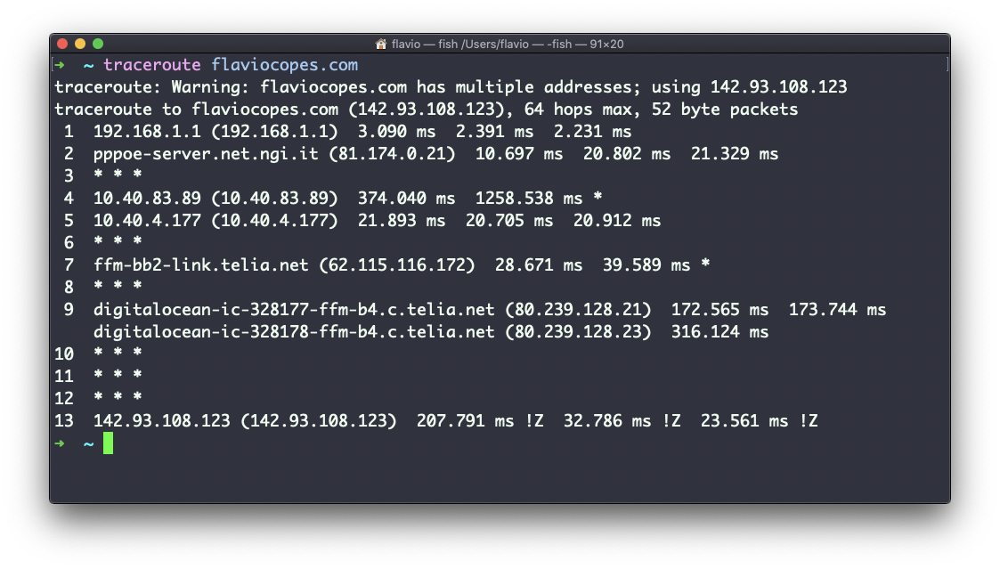 flavio — fish /Users/flavio — -fish — 91×20
[➜  ~ traceroute flaviocopes.com ]
traceroute: Warning: flaviocopes.com has multiple addresses; using 142.93.108.123
traceroute to flaviocopes.com (142.93.108.123), 64 hops max, 52 byte packets
 1  192.168.1.1 (192.168.1.1)  3.090 ms  2.391 ms  2.231 ms
 2  pppoe-server.net.ngi.it (81.174.0.21)  10.697 ms  20.802 ms  21.329 ms
 3  * * *
 4  10.40.83.89 (10.40.83.89)  374.040 ms  1258.538 ms *
 5  10.40.4.177 (10.40.4.177)  21.893 ms  20.705 ms  20.912 ms
 6  * * *
 7  ffm-bb2-link.telia.net (62.115.116.172)  28.671 ms  39.589 ms *
 8  * * *
 9  digitalocean-ic-328177-ffm-b4.c.telia.net (80.239.128.21)  172.565 ms  173.744 ms
    digitalocean-ic-328178-ffm-b4.c.telia.net (80.239.128.23)  316.124 ms
10  * * *
11  * * *
12  * * *
13  142.93.108.123 (142.93.108.123)  207.791 ms !Z  32.786 ms !Z  23.561 ms !Z
➜  ~